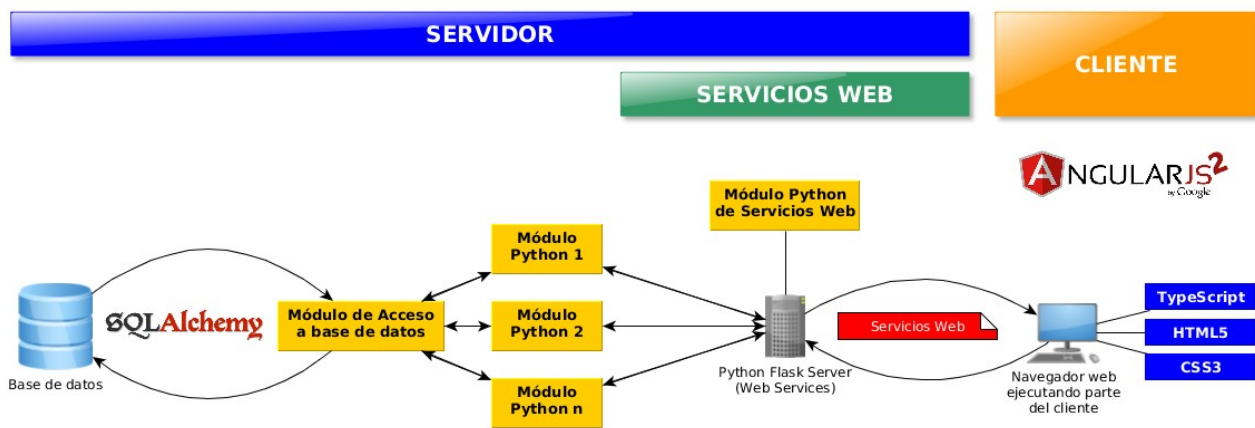 SERVIDOR
CLIENTE
SERVICIOS WEB
ANGULARJS2
by Google
Módulo Python
de Servicios Web
Módulo
Python 1
TypeScript
SQLAlchemy
Módulo de Acceso
a base de datos
Módulo
Python 2
Servicios Web
HTML5
CSS3
Base de datos
Python Flask Server
(Web Services)
Navegador web
ejecutando parte
del cliente
Módulo
Python n